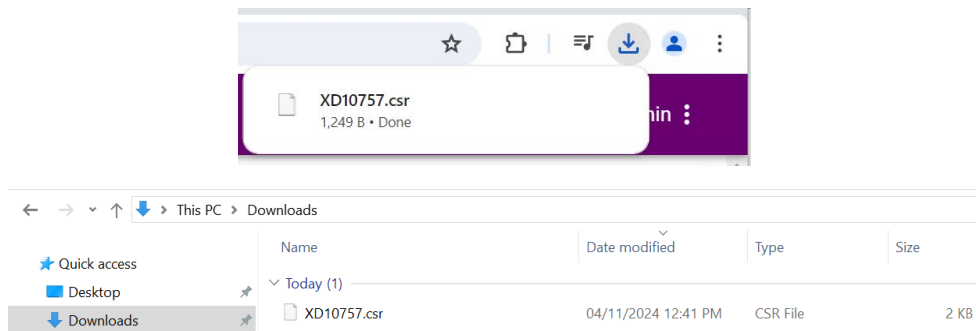 XD10757.csr
1,249 B • Done
min
This PC > Downloads
Name Date modified Type Size
Quick access
Today (1)
Desktop
XD10757.csr 04/11/2024 12:41 PM CSR File 2 KB
Downloads